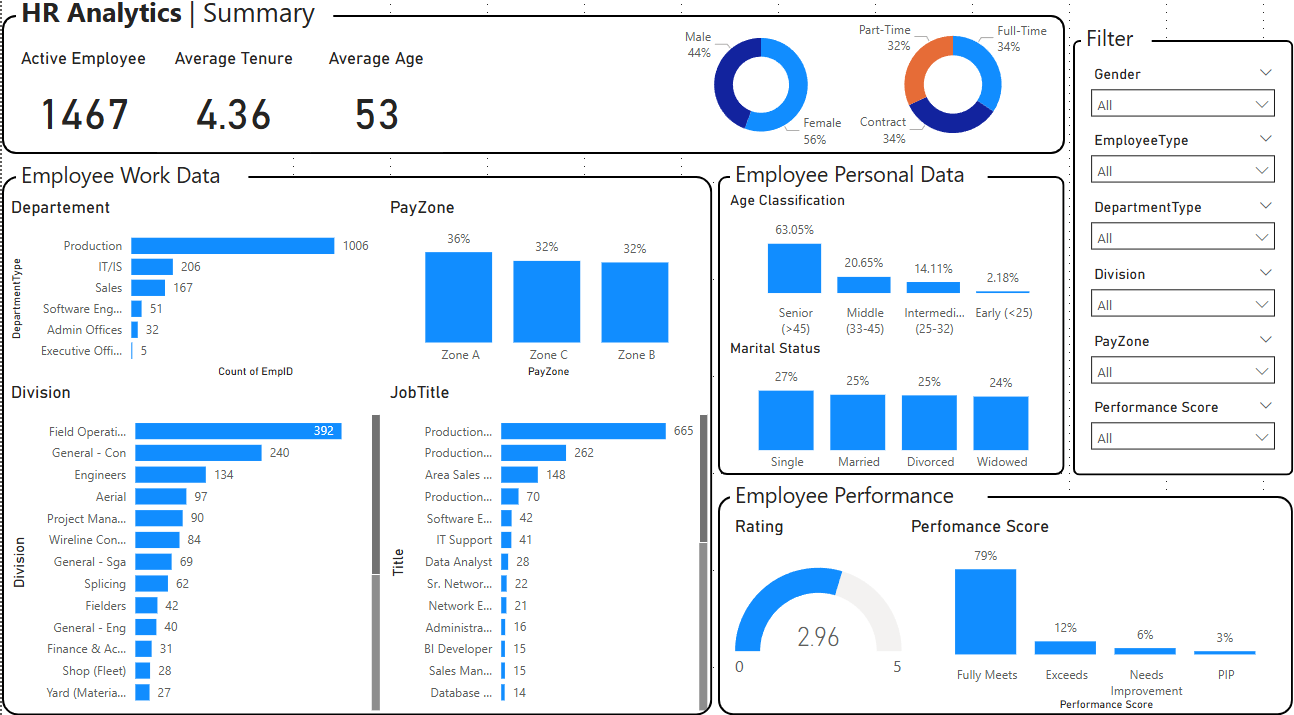 HR Analytics | Summary
Active Employee
1467
Average Tenure
4.36
Average Age
53
Male
44%
Female
56%
Part-Time
32%
Full-Time
34%
Contract
34%
Filter
Gender
All
EmployeeType
All
DepartmentType
All
Division
All
PayZone
All
Performance Score
All
Employee Work Data
Departement
DepartmentType
Production 1006
IT/IS 206
Sales 167
Software Eng... 51
Admin Offices 32
Executive Offi... 5
Count of EmpID
PayZone
36% 32% 32%
Zone A Zone C Zone B
PayZone
Division
Division
Field Operati... 392
General - Con 240
Engineers 134
Aerial 97
Project Mana... 90
Wireline Con... 84
General - Sga 69
Splicing 62
Fielders 42
General - Eng 40
Finance & Ac... 31
Shop (Fleet) 28
Yard (Materia... 27
JobTitle
Title
Production... 665
Production... 262
Area Sales ... 148
Production... 70
Software E... 42
IT Support 41
Data Analyst 28
Sr. Networ... 22
Network E... 21
Administra... 16
BI Developer 15
Sales Man... 15
Database ... 14
Employee Personal Data
Age Classification
63.05% 20.65% 14.11% 2.18%
Senior (>45)
Middle (33-45)
Intermedi... (25-32)
Early (<25)
Marital Status
27% 25% 25% 24%
Single Married Divorced Widowed
Employee Performance
Rating
2.96
0 5
Perfomance Score
79% 12% 6% 3%
Fully Meets
Exceeds
Needs Improvement
PIP
Performance Score